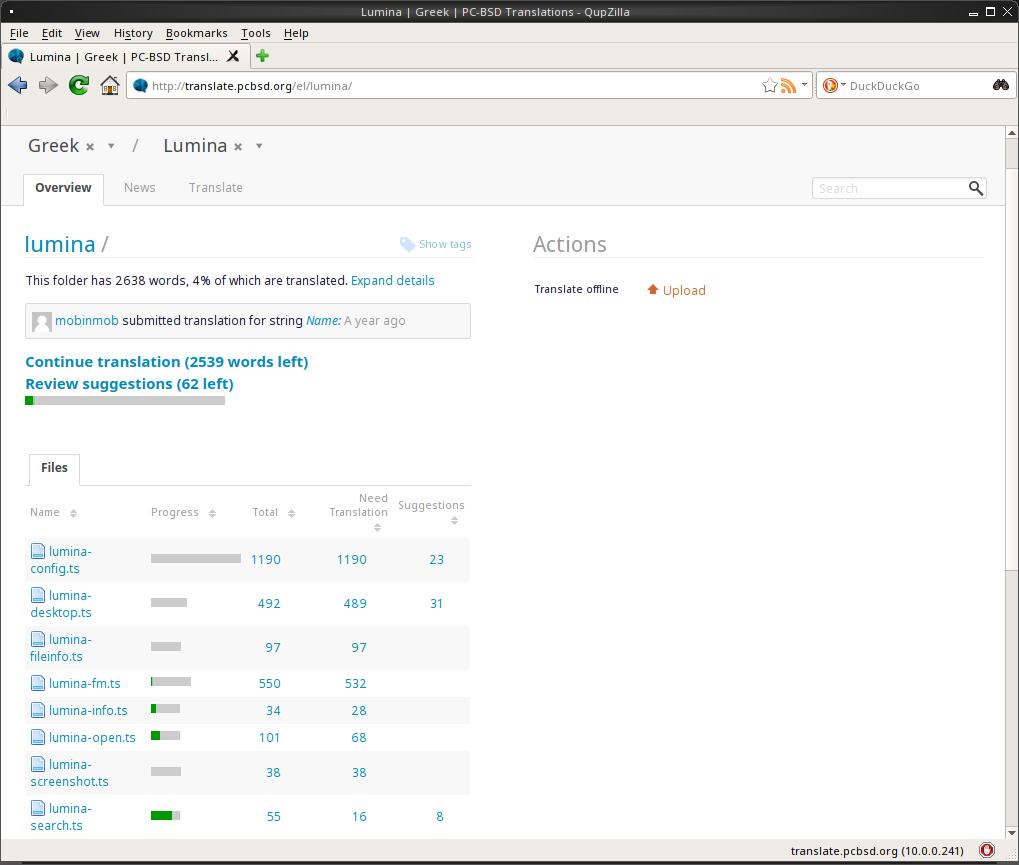 Lumina | Greek | PC-BSD Translations - QupZilla
File Edit View History Bookmarks Tools Help
Lumina | Greek | PC-BSD Transl...
http://translate.pcbsd.org/el/lumina/
DuckDuckGo
Greek × / Lumina ×
Overview News Translate
Search
lumina /
Show tags
This folder has 2638 words, 4% of which are translated. Expand details
mobinmob submitted translation for string Name: A year ago
Continue translation (2539 words left)
Review suggestions (62 left)
Actions
Translate offline
Upload
Files
Name Progress Total Need Translation Suggestions
lumina-
config.ts 1190 1190 23
lumina-
desktop.ts 492 489 31
lumina-
fileinfo.ts 97 97
lumina-fm.ts 550 532
lumina-info.ts 34 28
lumina-open.ts 101 68
lumina-
screenshot.ts 38 38
lumina-
search.ts 55 16 8
translate.pcbsd.org (10.0.0.241)